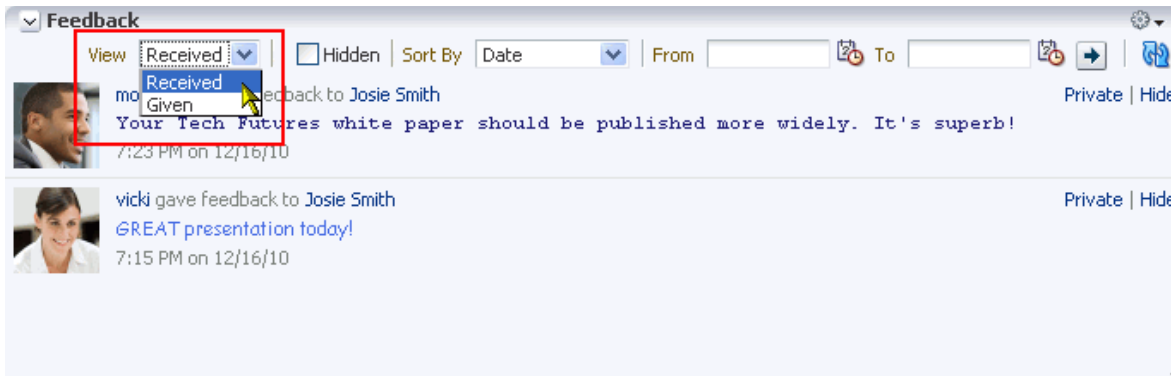 Feedback
View Received Hidden Sort By Date From To
Received
Given
mo edback to Josie Smith Private | Hide
Your Tech Futures white paper should be published more widely. It's superb!
7:23 PM on 12/16/10
vicki gave feedback to Josie Smith Private | Hide
GREAT presentation today!
7:15 PM on 12/16/10